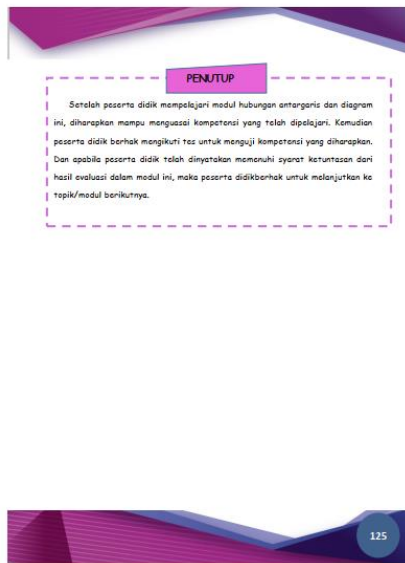 PENUTUP
Setelah peserta didik mempelajari modul hubungan antargaris dan diagram
ini, diharapkan mampu menguasai kompetensi yang telah dipelajari. Kemudian
peserta didik berhak mengikuti tes untuk menguji kompetensi yang diharapkan.
Dan apabila peserta didik telah dinyatakan memenuhi syarat ketuntasan dari
hasil evaluasi dalam modul ini, maka peserta didikberhak untuk melanjutkan ke
topik/modul berikutnya.
125